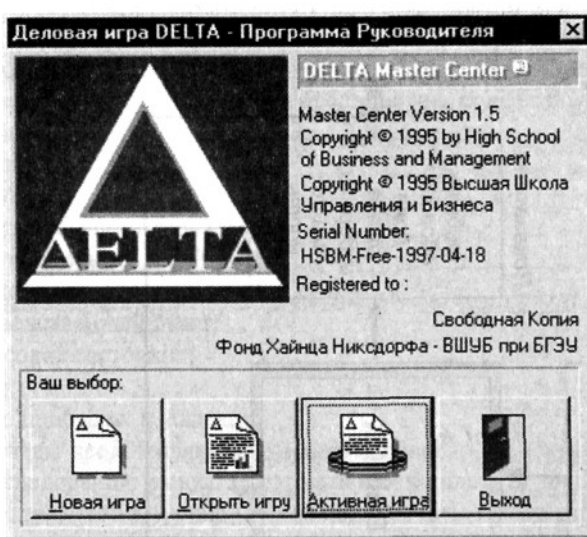 Деловая игра DELTA - Программа Руководителя
DELTA Master Center
Master Center Version 1.5
Copyright © 1995 by High School
of Business and Management
Copyright © 1995 Высшая Школа
Управления и Бизнеса
Serial Number:
HSBM-Free-1997-04-18
Registered to :
Свободная Копия
Фонд Хайнца Никсдорфа - ВШУБ при БГЭУ
ΔELTA
Ваш выбор:
Новая игра
Открыть игру
Активная игра
Выход